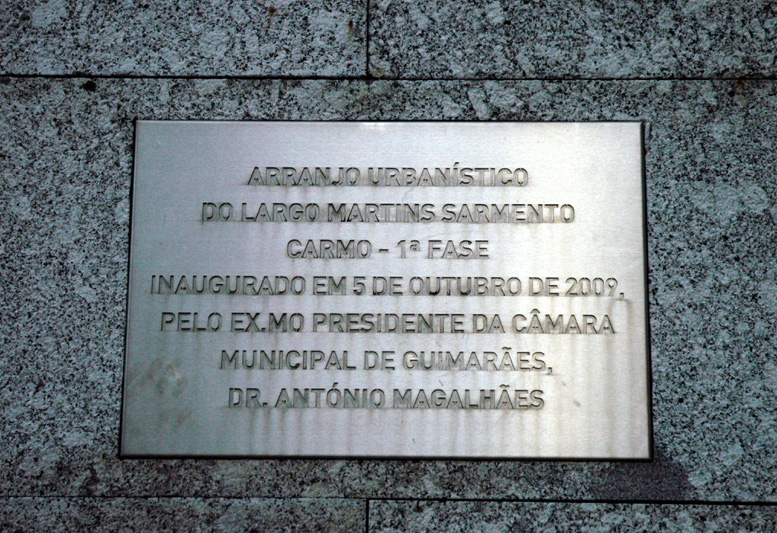 ARRANJO URBANÍSTICO
DO LARGO MARTINS SARMENTO
CARMO - 1ª FASE
INAUGURADO EM 5 DE OUTUBRO DE 2009,
PELO EX.MO PRESIDENTE DA CÂMARA
MUNICIPAL DE GUIMARÃES,
DR. ANTÓNIO MAGALHÃES